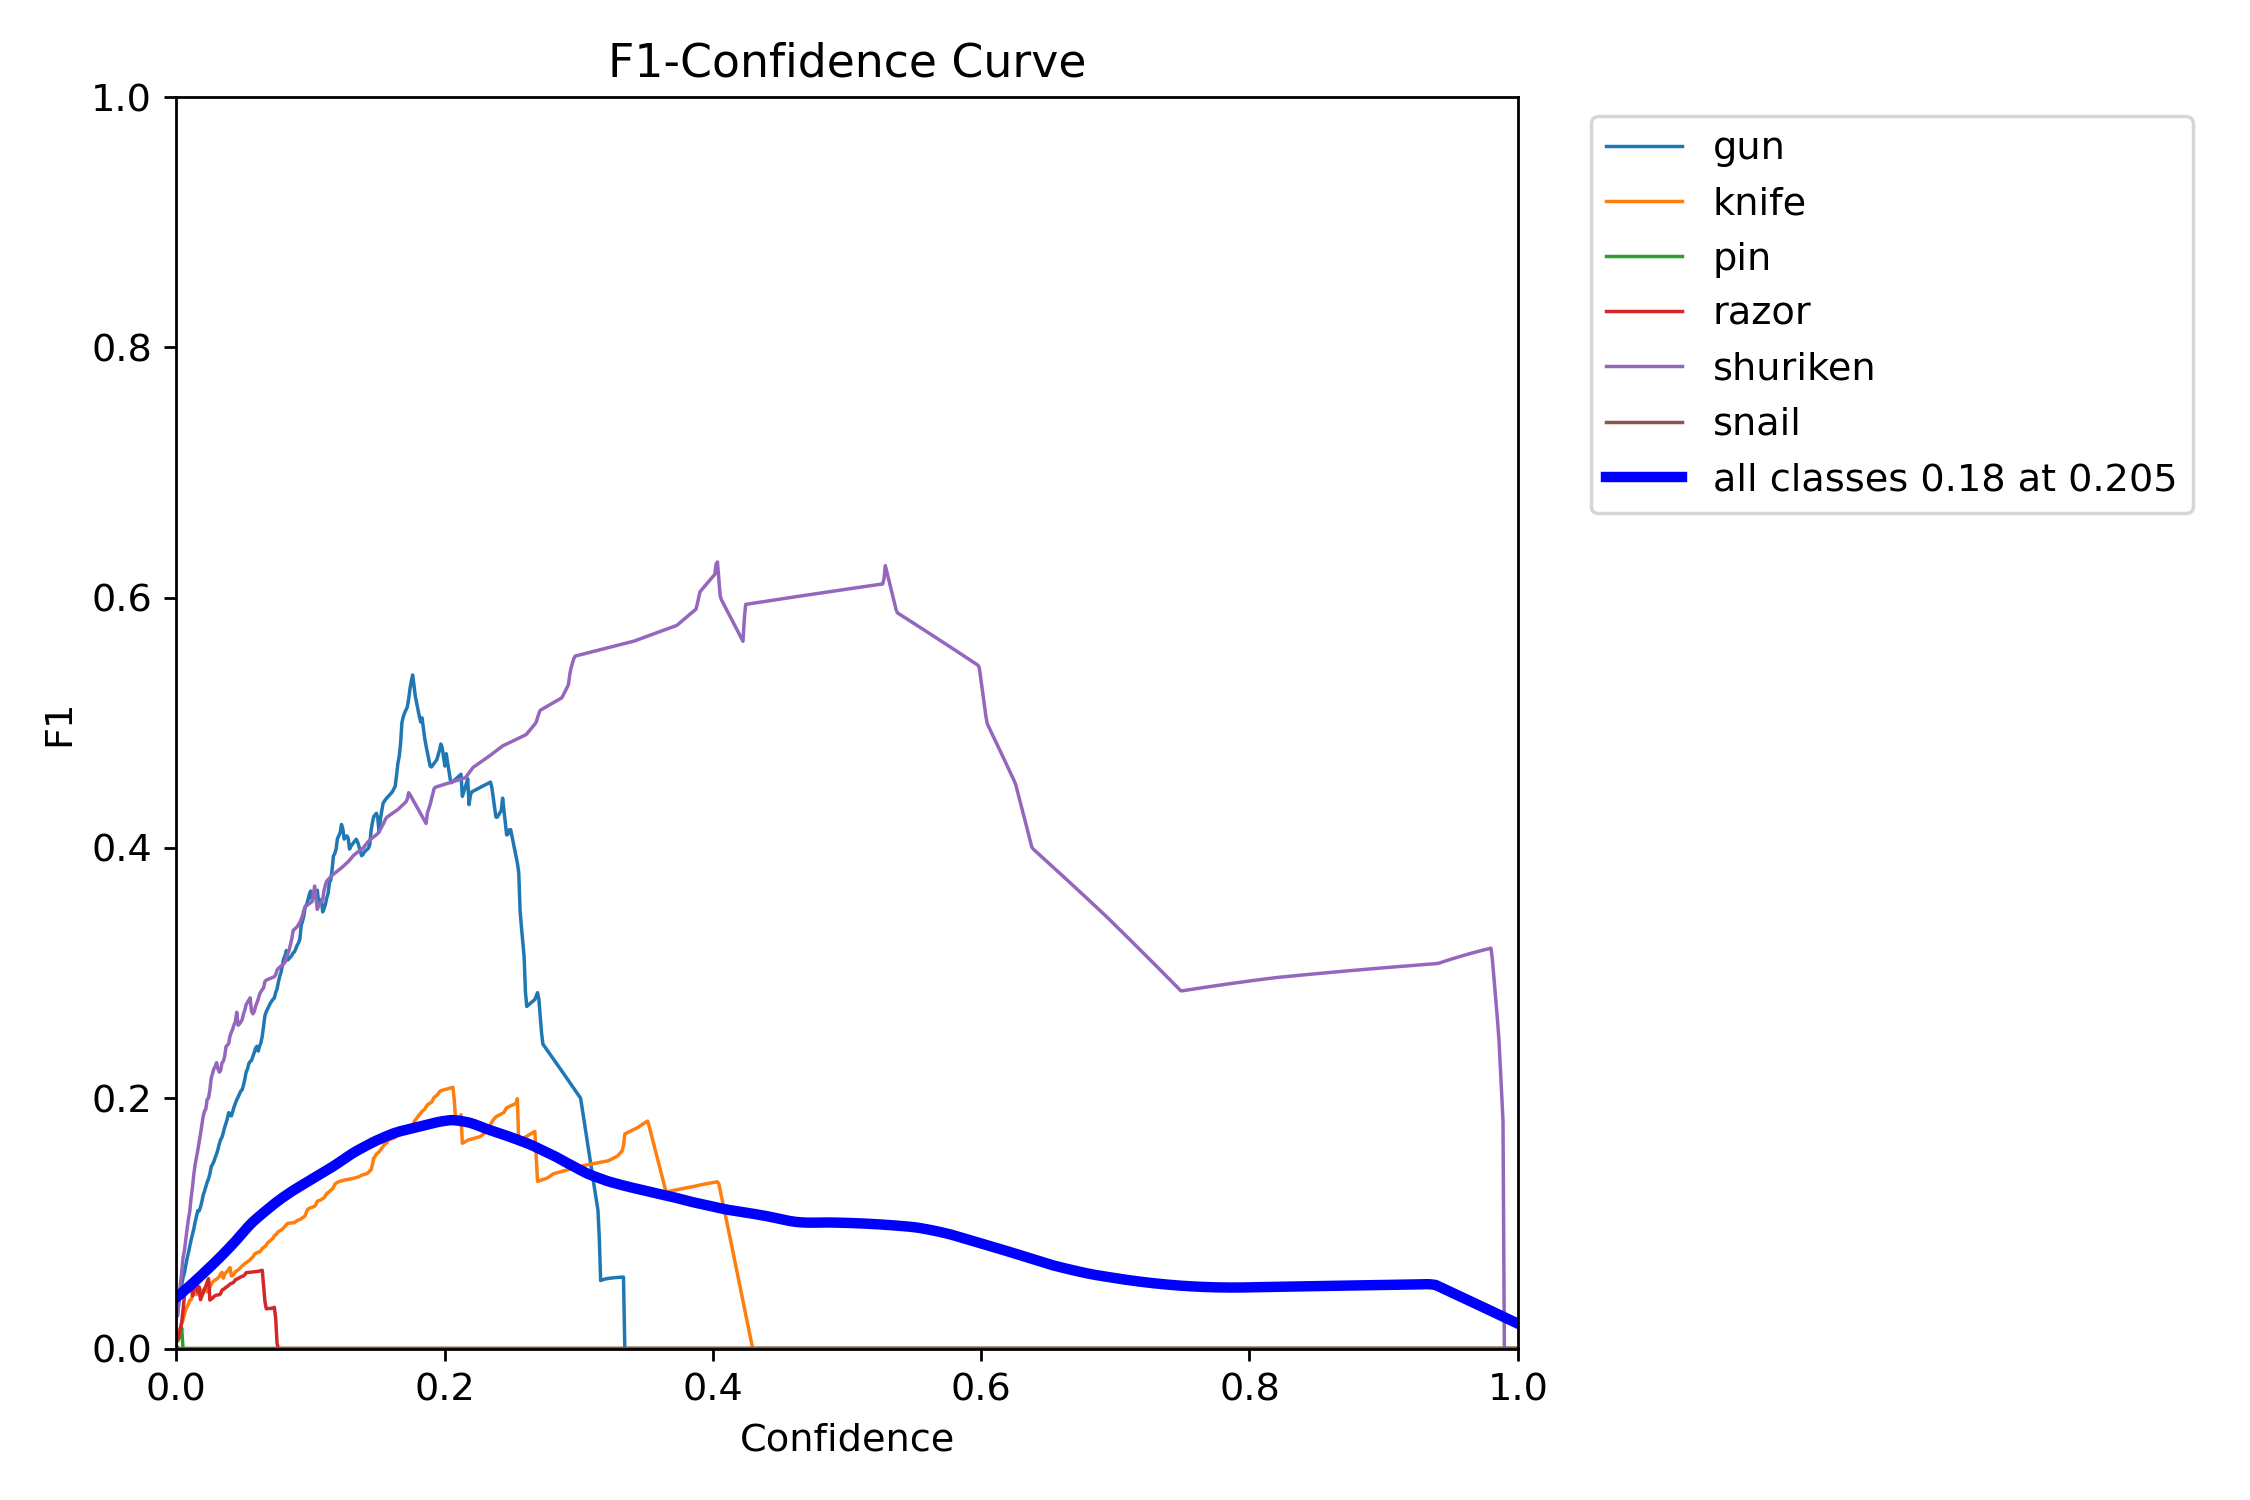 F1-Confidence Curve
1.0
0.8
0.6
0.4
0.2
0.0
F1
0.0 0.2 0.4 0.6 0.8 1.0
Confidence
gun
knife
pin
razor
shuriken
snail
all classes 0.18 at 0.205